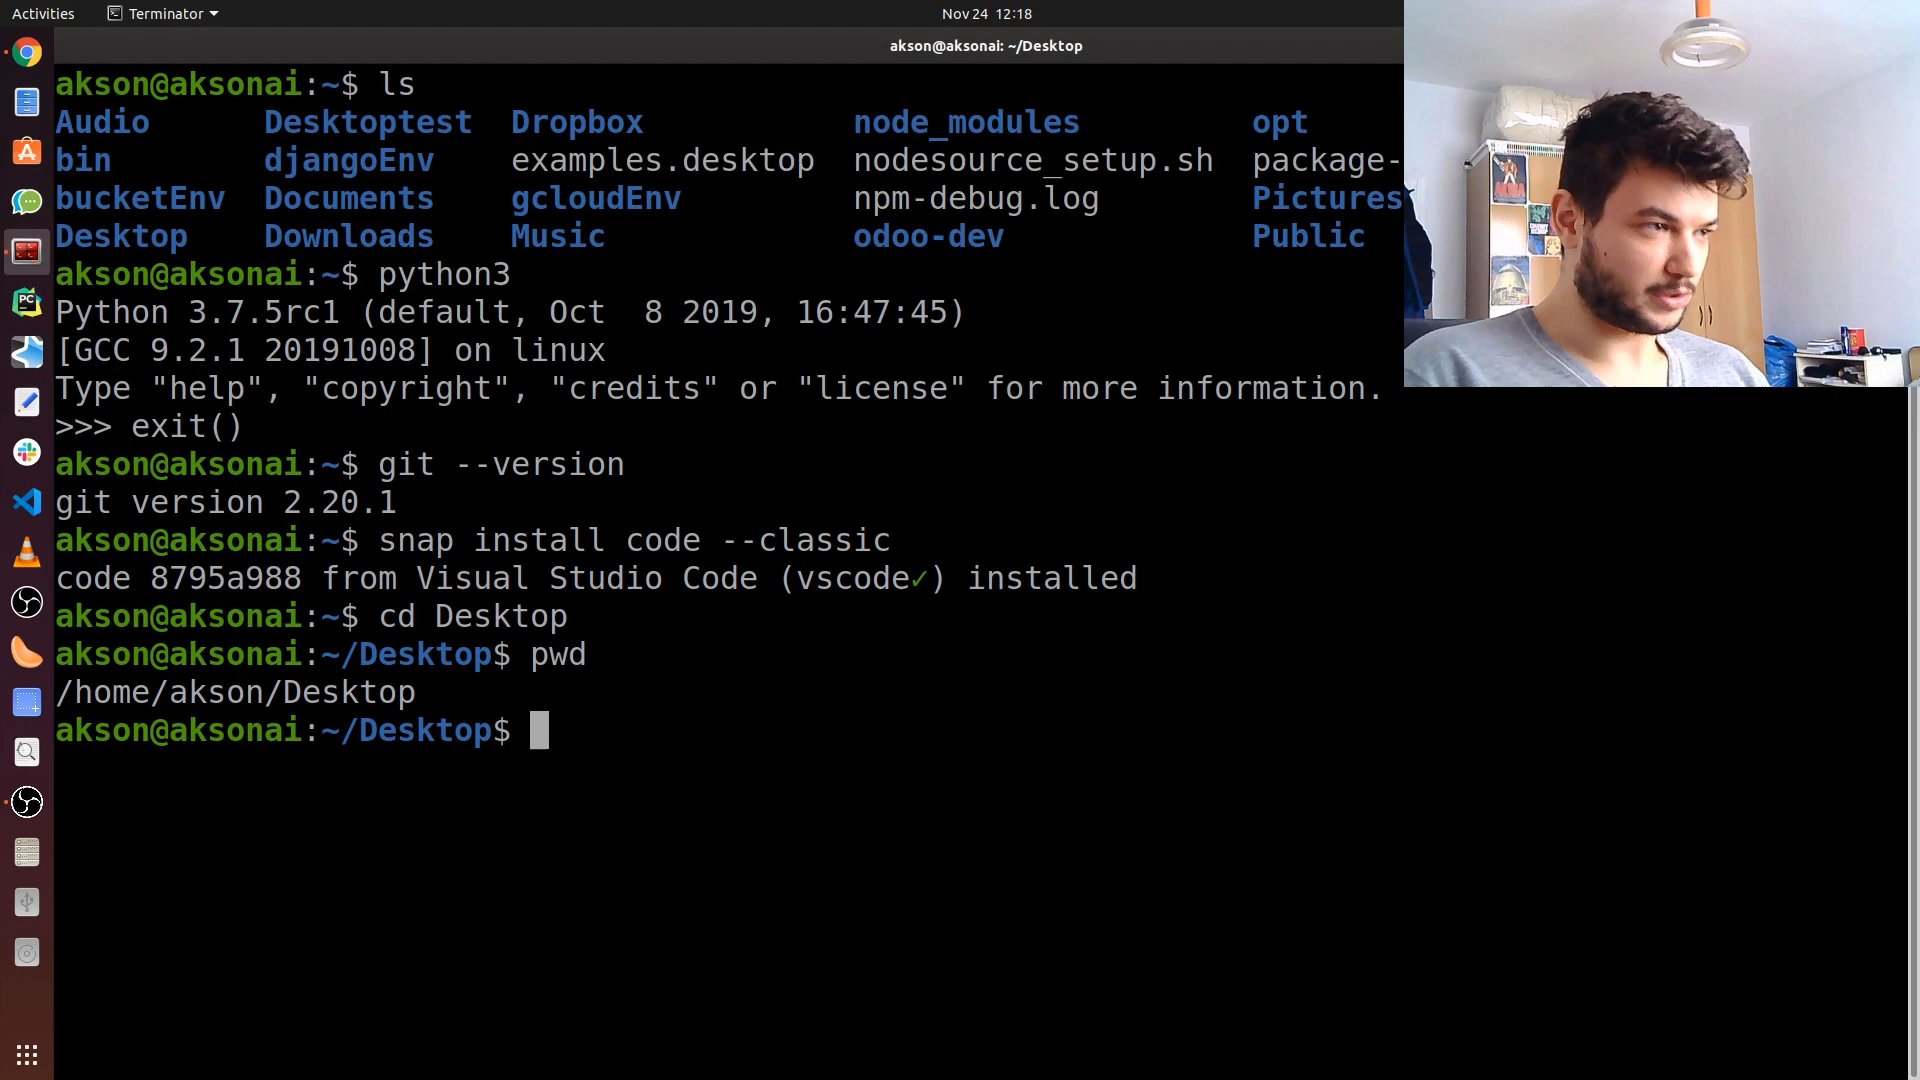 Activities
Terminator
Nov 24 12:18
akson@aksonai: ~/Desktop
akson@aksonai:~$ ls
Audio Desktoptest Dropbox node_modules opt
bin djangoEnv examples.desktop nodesource_setup.sh package-
bucketEnv Documents gcloudEnv npm-debug.log Pictures
Desktop Downloads Music odoo-dev Public
akson@aksonai:~$ python3
Python 3.7.5rc1 (default, Oct  8 2019, 16:47:45)
[GCC 9.2.1 20191008] on linux
Type "help", "copyright", "credits" or "license" for more information.
>>> exit()
akson@aksonai:~$ git --version
git version 2.20.1
akson@aksonai:~$ snap install code --classic
code 8795a988 from Visual Studio Code (vscode✓) installed
akson@aksonai:~$ cd Desktop
akson@aksonai:~/Desktop$ pwd
/home/akson/Desktop
akson@aksonai:~/Desktop$
PC